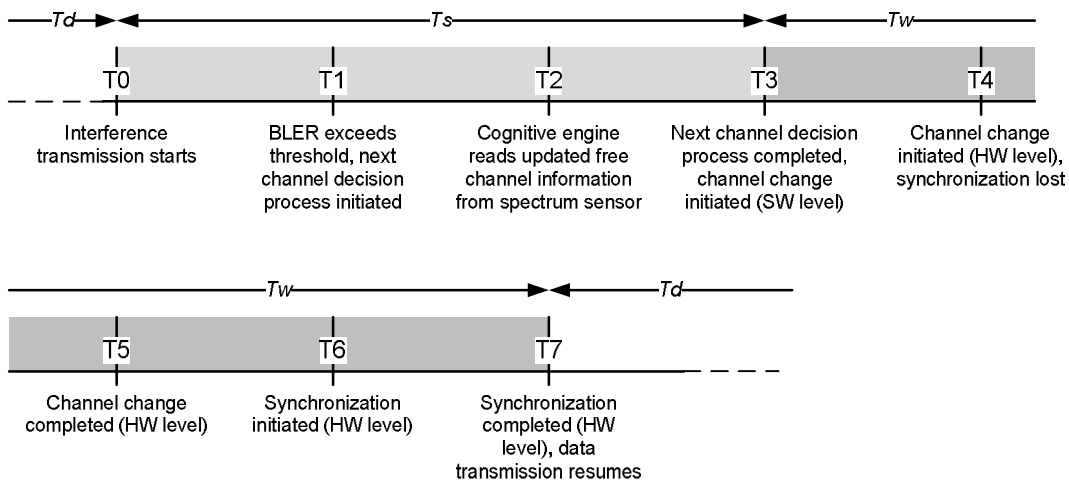 Td Ts Tw
T0 T1 T2 T3 T4
Interference
transmission starts
BLER exceeds
threshold, next
channel decision
process initiated
Cognitive engine
reads updated free
channel information
from spectrum sensor
Next channel decision
process completed,
channel change
initiated (SW level)
Channel change
initiated (HW level),
synchronization lost
Tw Td
T5 T6 T7
Channel change
completed (HW level)
Synchronization
initiated (HW level)
Synchronization
completed (HW
level), data
transmission resumes